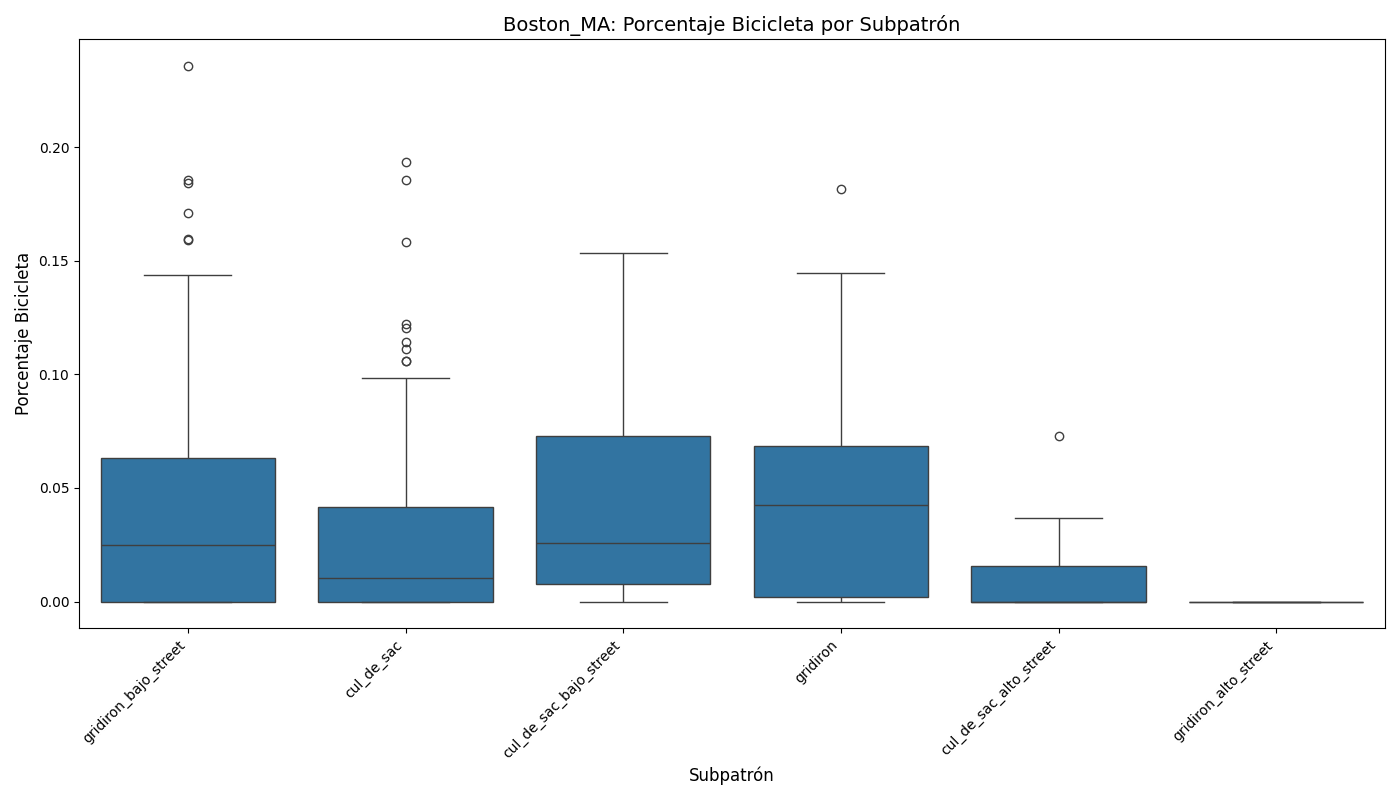 Boston_MA: Porcentaje Bicicleta por Subpatrón
Porcentaje Bicicleta
0.20
0.15
0.10
0.05
0.00
gridiron_bajo_street
cul_de_sac
cul_de_sac_bajo_street
gridiron
cul_de_sac_alto_street
gridiron_alto_street
Subpatrón